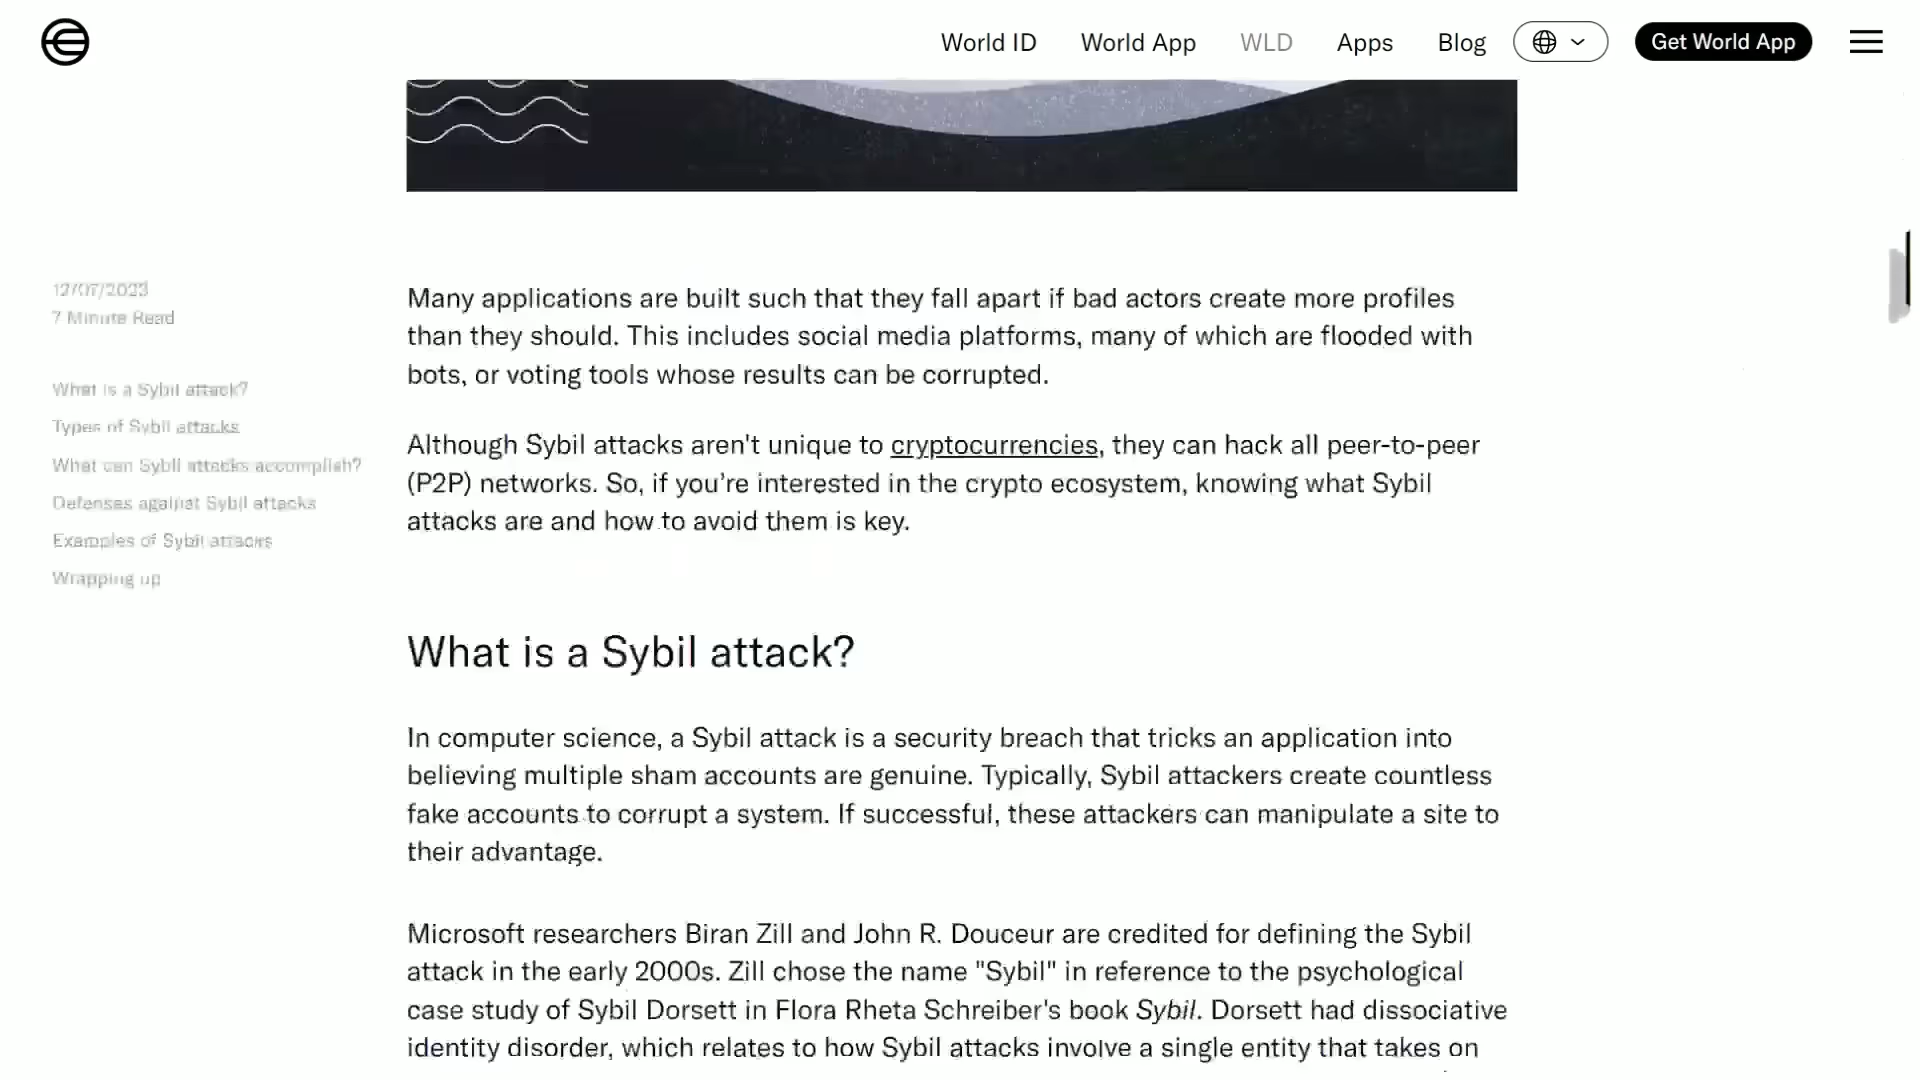 World ID
World App
WLD
Apps
Blog
Get World App
12/07/2023
7 Minute Read
What is a Sybil attack?
Types of Sybil attacks
What can Sybil attacks accomplish?
Defenses against Sybil attacks
Examples of Sybil attacks
Wrapping up
Many applications are built such that they fall apart if bad actors create more profiles
than they should. This includes social media platforms, many of which are flooded with
bots, or voting tools whose results can be corrupted.
Although Sybil attacks aren't unique to cryptocurrencies, they can hack all peer-to-peer
(P2P) networks. So, if you’re interested in the crypto ecosystem, knowing what Sybil
attacks are and how to avoid them is key.
What is a Sybil attack?
In computer science, a Sybil attack is a security breach that tricks an application into
believing multiple sham accounts are genuine. Typically, Sybil attackers create countless
fake accounts to corrupt a system. If successful, these attackers can manipulate a site to
their advantage.
Microsoft researchers Biran Zill and John R. Douceur are credited for defining the Sybil
attack in the early 2000s. Zill chose the name "Sybil" in reference to the psychological
case study of Sybil Dorsett in Flora Rheta Schreiber's book Sybil. Dorsett had dissociative
identity disorder, which relates to how Sybil attacks involve a single entity that takes on